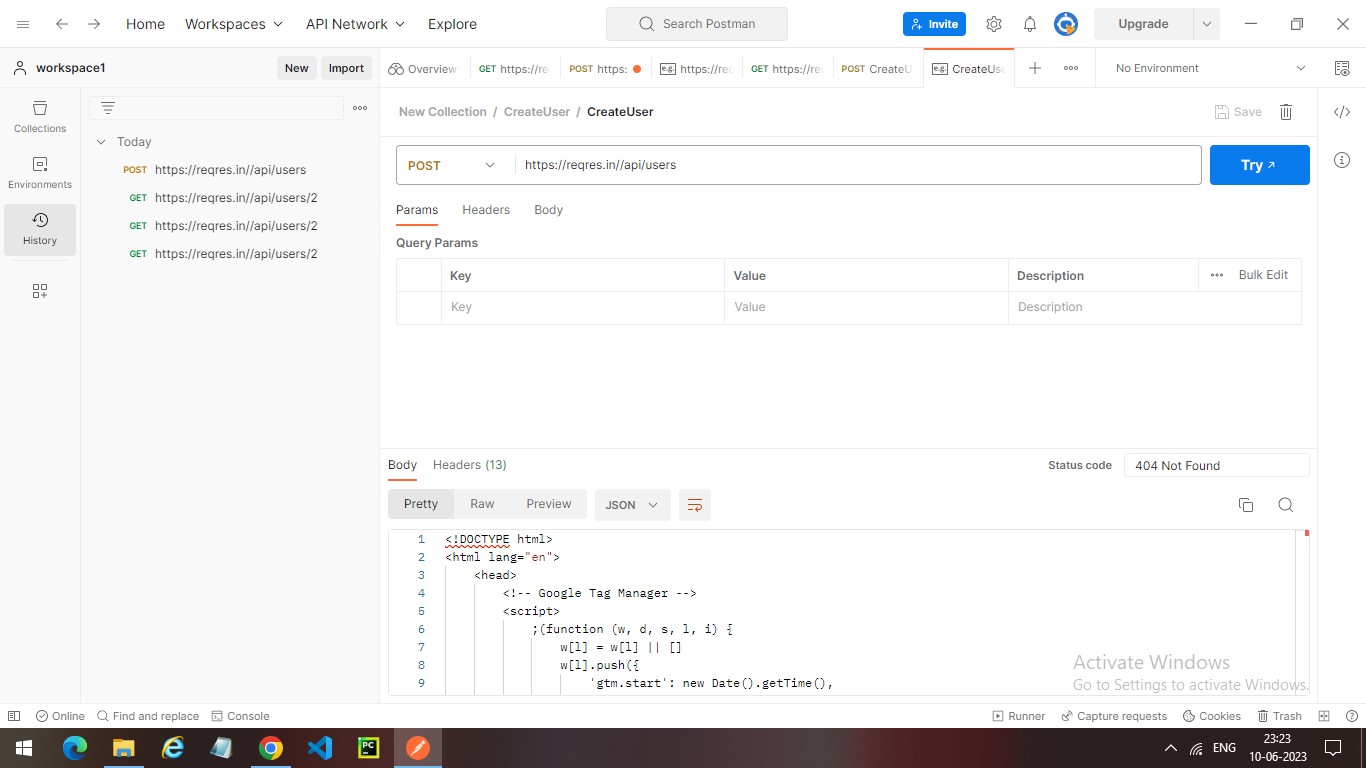 Home Workspaces API Network Explore Search Postman Invite Upgrade
workspace1 New Import Overview GET https://re POST https: e.g. https://re GET https://re POST CreateU e.g. CreateUs No Environment
Collections
Environments
History
Today
POST https://reqres.in//api/users
GET https://reqres.in//api/users/2
GET https://reqres.in//api/users/2
GET https://reqres.in//api/users/2
New Collection / CreateUser / CreateUser Save
POST https://reqres.in//api/users Try
Params Headers Body
Query Params
Key Value Description Bulk Edit
Key Value Description
Body Headers (13) Status code 404 Not Found
Pretty Raw Preview JSON
1 <!DOCTYPE html>
2 <html lang="en">
3 <head>
4 <!-- Google Tag Manager -->
5 <script>
6 ;(function (w, d, s, l, i) {
7 w[l] = w[l] || []
8 w[l].push({
9 'gtm.start': new Date().getTime(),
Activate Windows
Go to Settings to activate Windows.
Online Find and replace Console Runner Capture requests Cookies Trash
PC ENG 23:23
10-06-2023